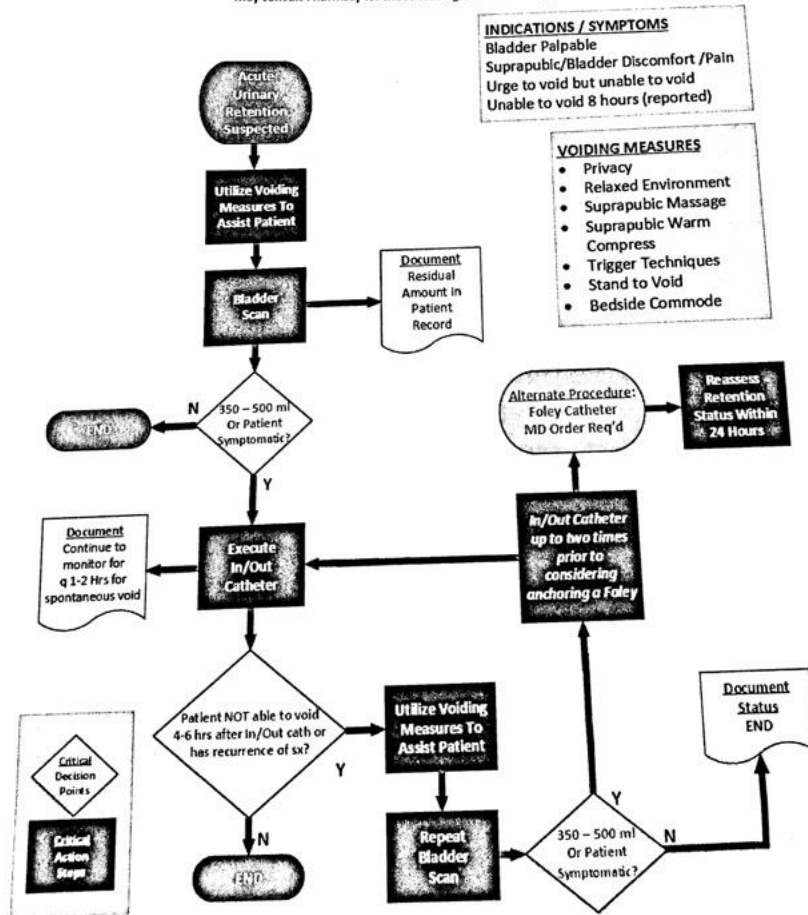 INDICATIONS / SYMPTOMS
Bladder Palpable
Suprapubic/Bladder Discomfort /Pain
Urge to void but unable to void
Unable to void 8 hours (reported)
Acute
Urinary
Retention
Suspected
VOIDING MEASURES
• Privacy
• Relaxed Environment
• Suprapubic Massage
• Suprapubic Warm
Compress
• Trigger Techniques
• Stand to Void
• Bedside Commode
Utilize Voiding
Measures To
Assist Patient
Bladder
Scan
Document
Residual
Amount In
Patient
Record
350 – 500 ml
Or Patient
Symptomatic?
N
END
Y
Alternate Procedure:
Foley Catheter
MD Order Req'd
Reassess
Retention
Status Within
24 Hours
Document
Continue to
monitor for
q 1-2 Hrs for
spontaneous void
Execute
In/Out
Catheter
In/Out Catheter
up to two times
prior to
considering
anchoring a Foley
Patient NOT able to void
4-6 hrs after In/Out cath or
has recurrence of sx?
Y
N
END
Utilize Voiding
Measures To
Assist Patient
Repeat
Bladder
Scan
350 – 500 ml
Or Patient
Symptomatic?
Y
N
Document
Status
END
Critical
Decision
Points
Critical
Action
Steps